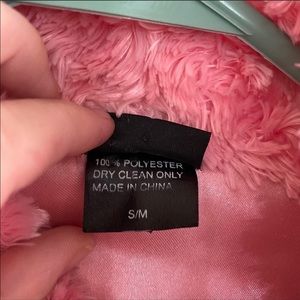 100% POLYESTER
DRY CLEAN ONLY
MADE IN CHINA
S/M